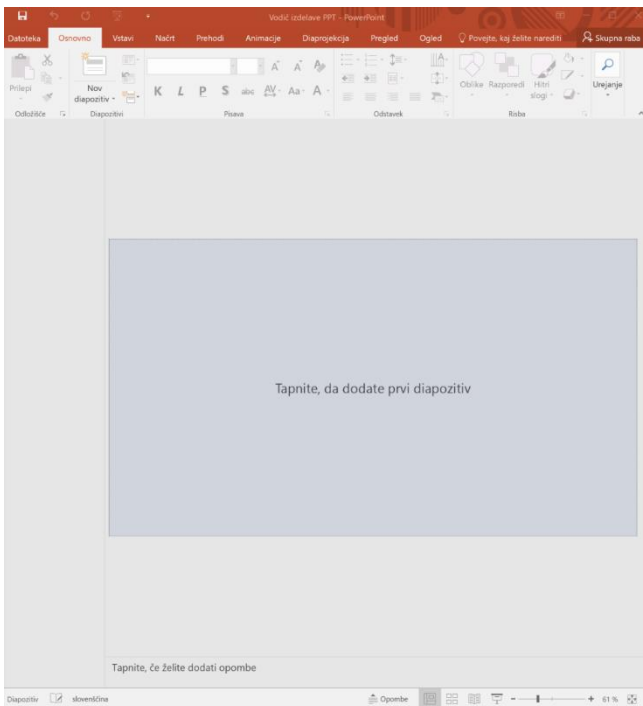 Vodič izdelave PPT - PowerPoint
Datoteka Osnovno Vstavi Načrt Prehodi Animacije Diaprojekcija Pregled Ogled Povejte, kaj želite narediti Skupna raba
Prilepi
Nov
diapozitiv
K L P S abc AV Aa A
A A A
Oblike Razporedi Hitri
slogi
Urejanje
Odložišče Diapozitivi Pisava Odstavek Risba
Tapnite, da dodate prvi diapozitiv
Tapnite, če želite dodati opombe
Diapozitiv slovenščina Opombe 61 %